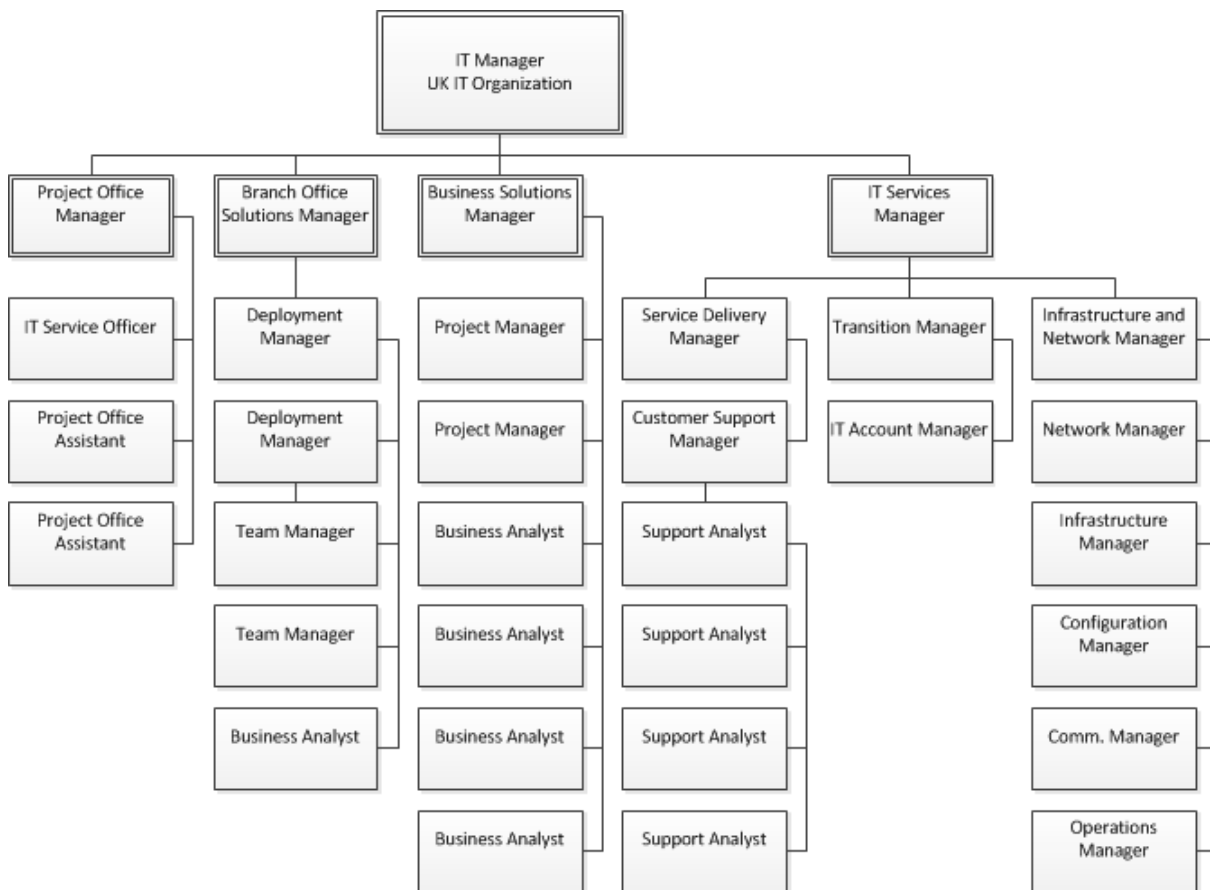 IT Manager
UK IT Organization
Project Office
Manager
Branch Office
Solutions Manager
Business Solutions
Manager
IT Services
Manager
IT Service Officer
Deployment
Manager
Project Manager
Service Delivery
Manager
Transition Manager
Infrastructure and
Network Manager
Project Office
Assistant
Deployment
Manager
Project Manager
Customer Support
Manager
IT Account Manager
Network Manager
Project Office
Assistant
Team Manager
Business Analyst
Support Analyst
Infrastructure
Manager
Team Manager
Business Analyst
Support Analyst
Configuration
Manager
Business Analyst
Business Analyst
Support Analyst
Comm. Manager
Business Analyst
Support Analyst
Operations
Manager